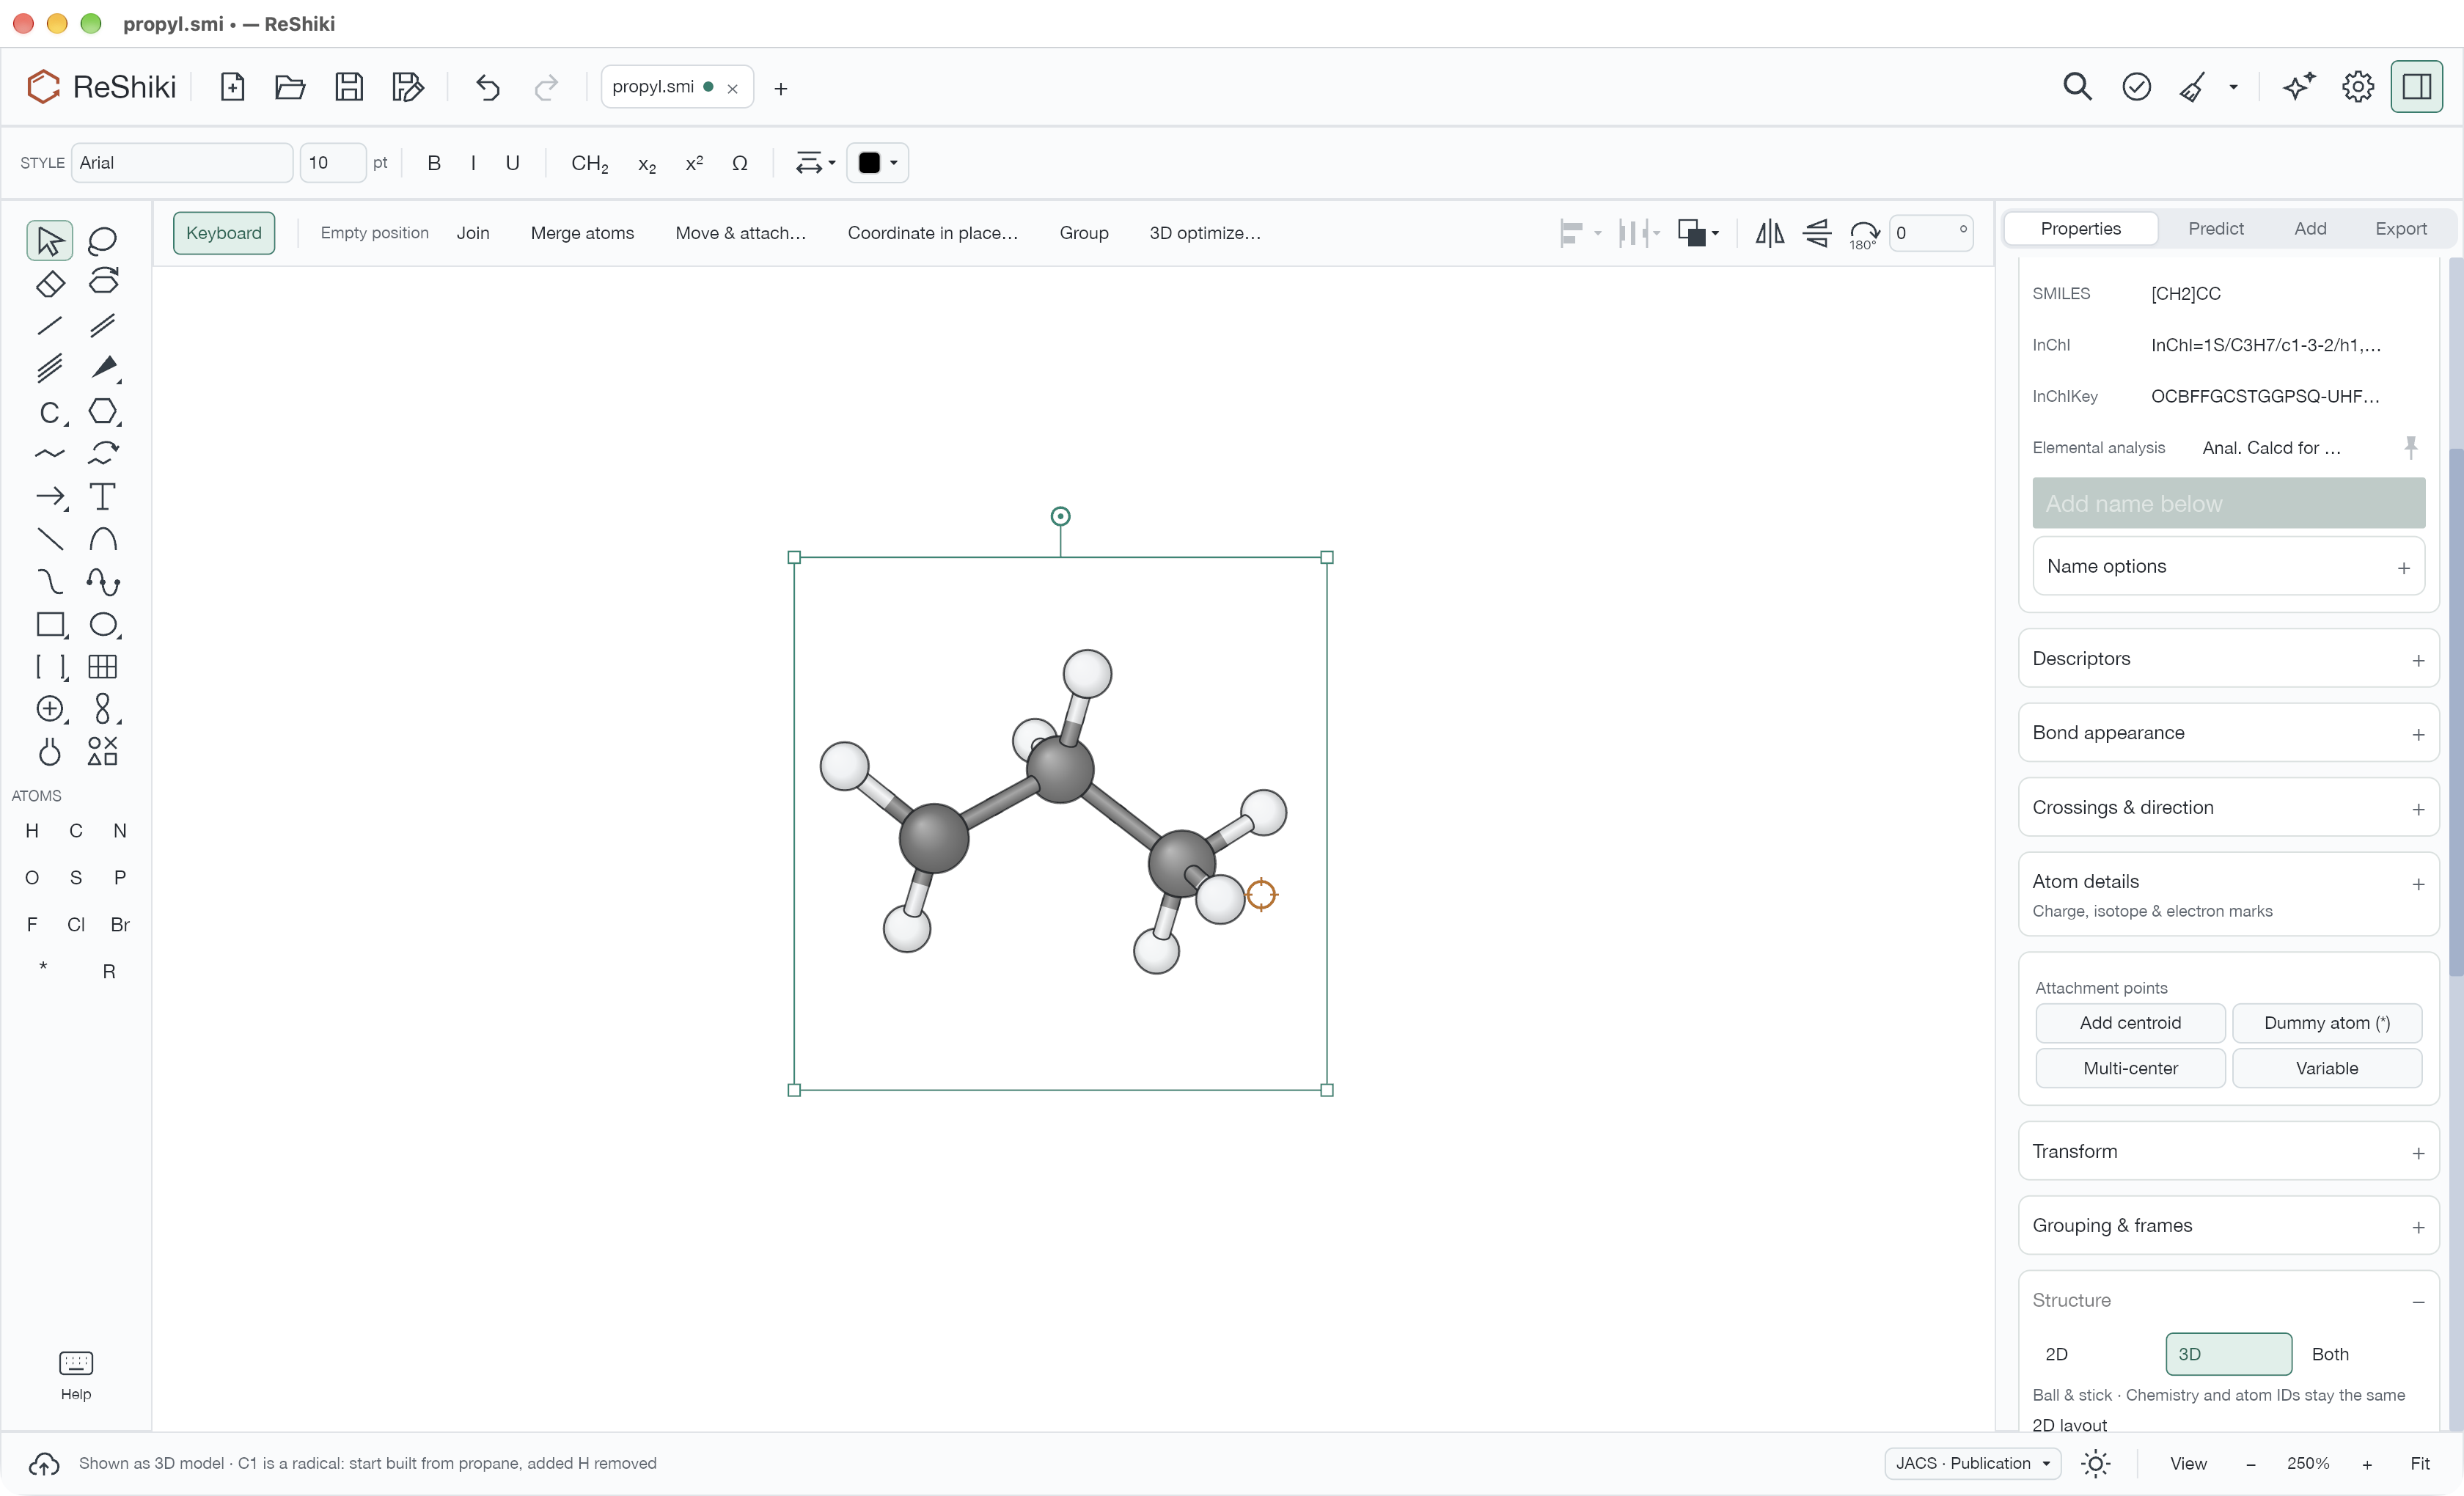 propyl.smi • — ReShiki
ReShiki
propyl.smi
STYLE Arial 10 pt B I U CH₂ x₂ x² Ω
Keyboard Empty position Join Merge atoms Move & attach... Coordinate in place... Group 3D optimize... 180° 0 °
Properties Predict Add Export
SMILES [CH2]CC
InChI InChI=1S/C3H7/c1-3-2/h1,...
InChIKey OCBFFGCSTGGPSQ-UHF...
Elemental analysis Anal. Calcd for ...
Add name below
Name options +
Descriptors +
Bond appearance +
Crossings & direction +
Atom details +
Charge, isotope & electron marks
Attachment points
Add centroid Dummy atom (*)
Multi-center Variable
Transform +
Grouping & frames +
Structure −
2D 3D Both
Ball & stick · Chemistry and atom IDs stay the same
2D layout
C
T
ATOMS
H C N
O S P
F Cl Br
* R
Help
Shown as 3D model · C1 is a radical: start built from propane, added H removed
JACS · Publication View − 250% + Fit